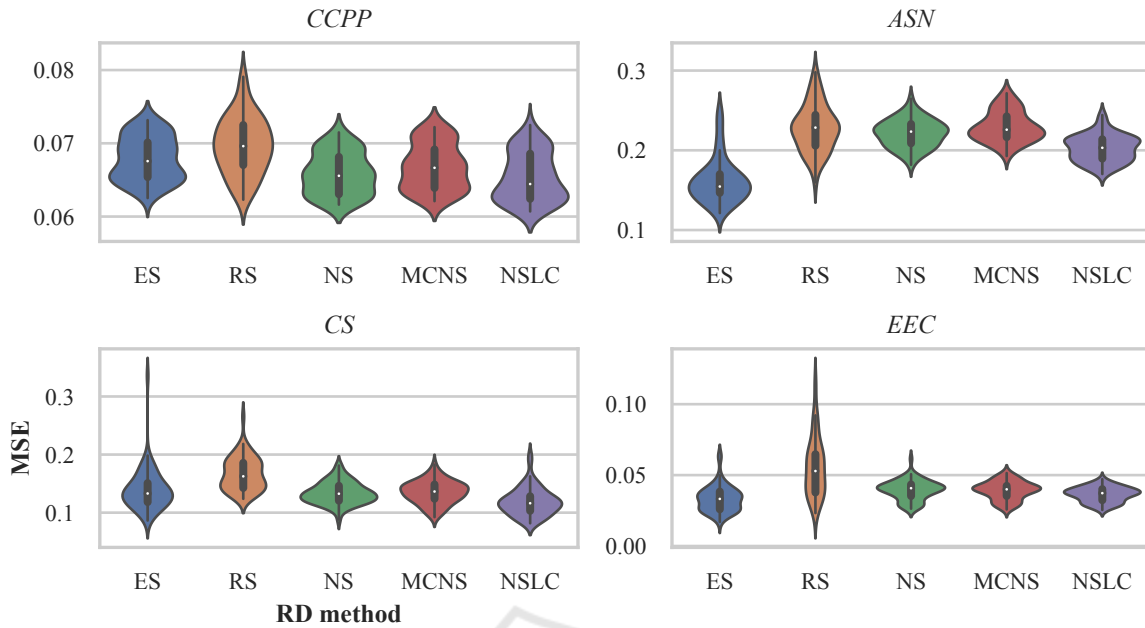 CCPP
0.08
0.07
0.06
ES RS NS MCNS NSLC
ASN
0.3
0.2
0.1
ES RS NS MCNS NSLC
CS
MSE
0.3
0.2
0.1
ES RS NS MCNS NSLC
RD method
EEC
0.10
0.05
0.00
ES RS NS MCNS NSLC